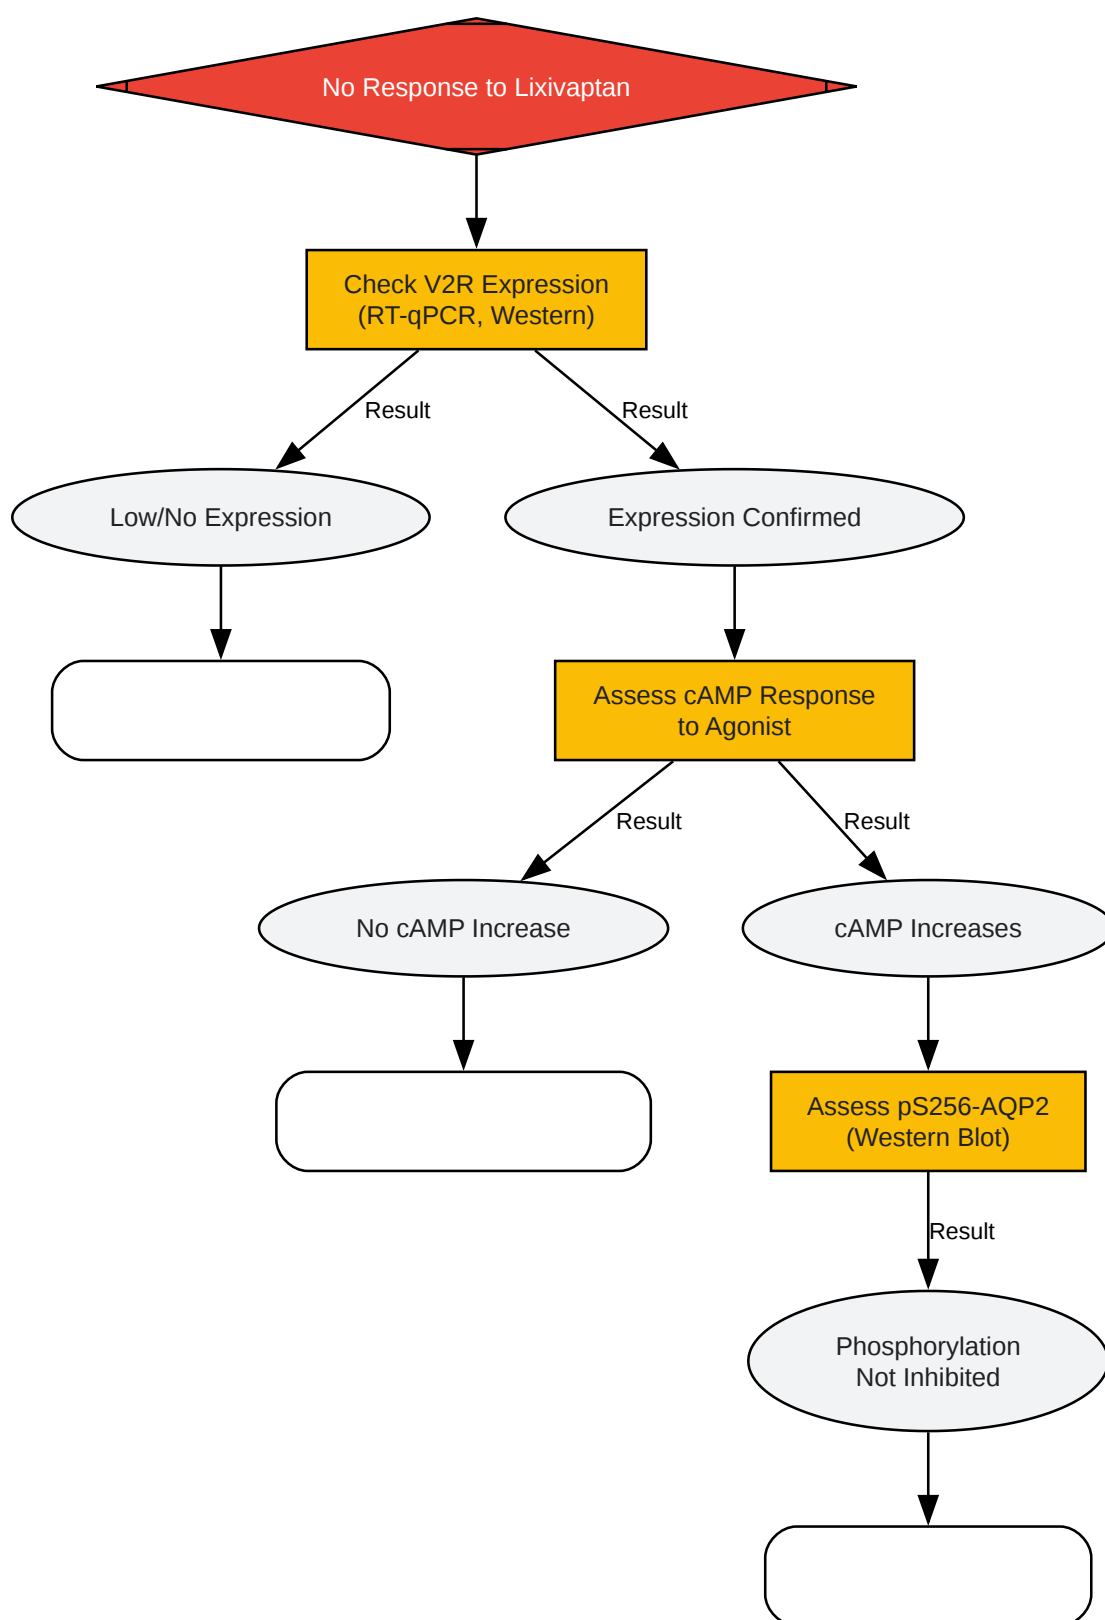 No Response to Lixivaptan
Check V2R Expression
(RT-qPCR, Western)
Result
Result
Low/No Expression
Expression Confirmed
Assess cAMP Response
to Agonist
Result
Result
No cAMP Increase
cAMP Increases
Assess pS256-AQP2
(Western Blot)
Result
Phosphorylation
Not Inhibited